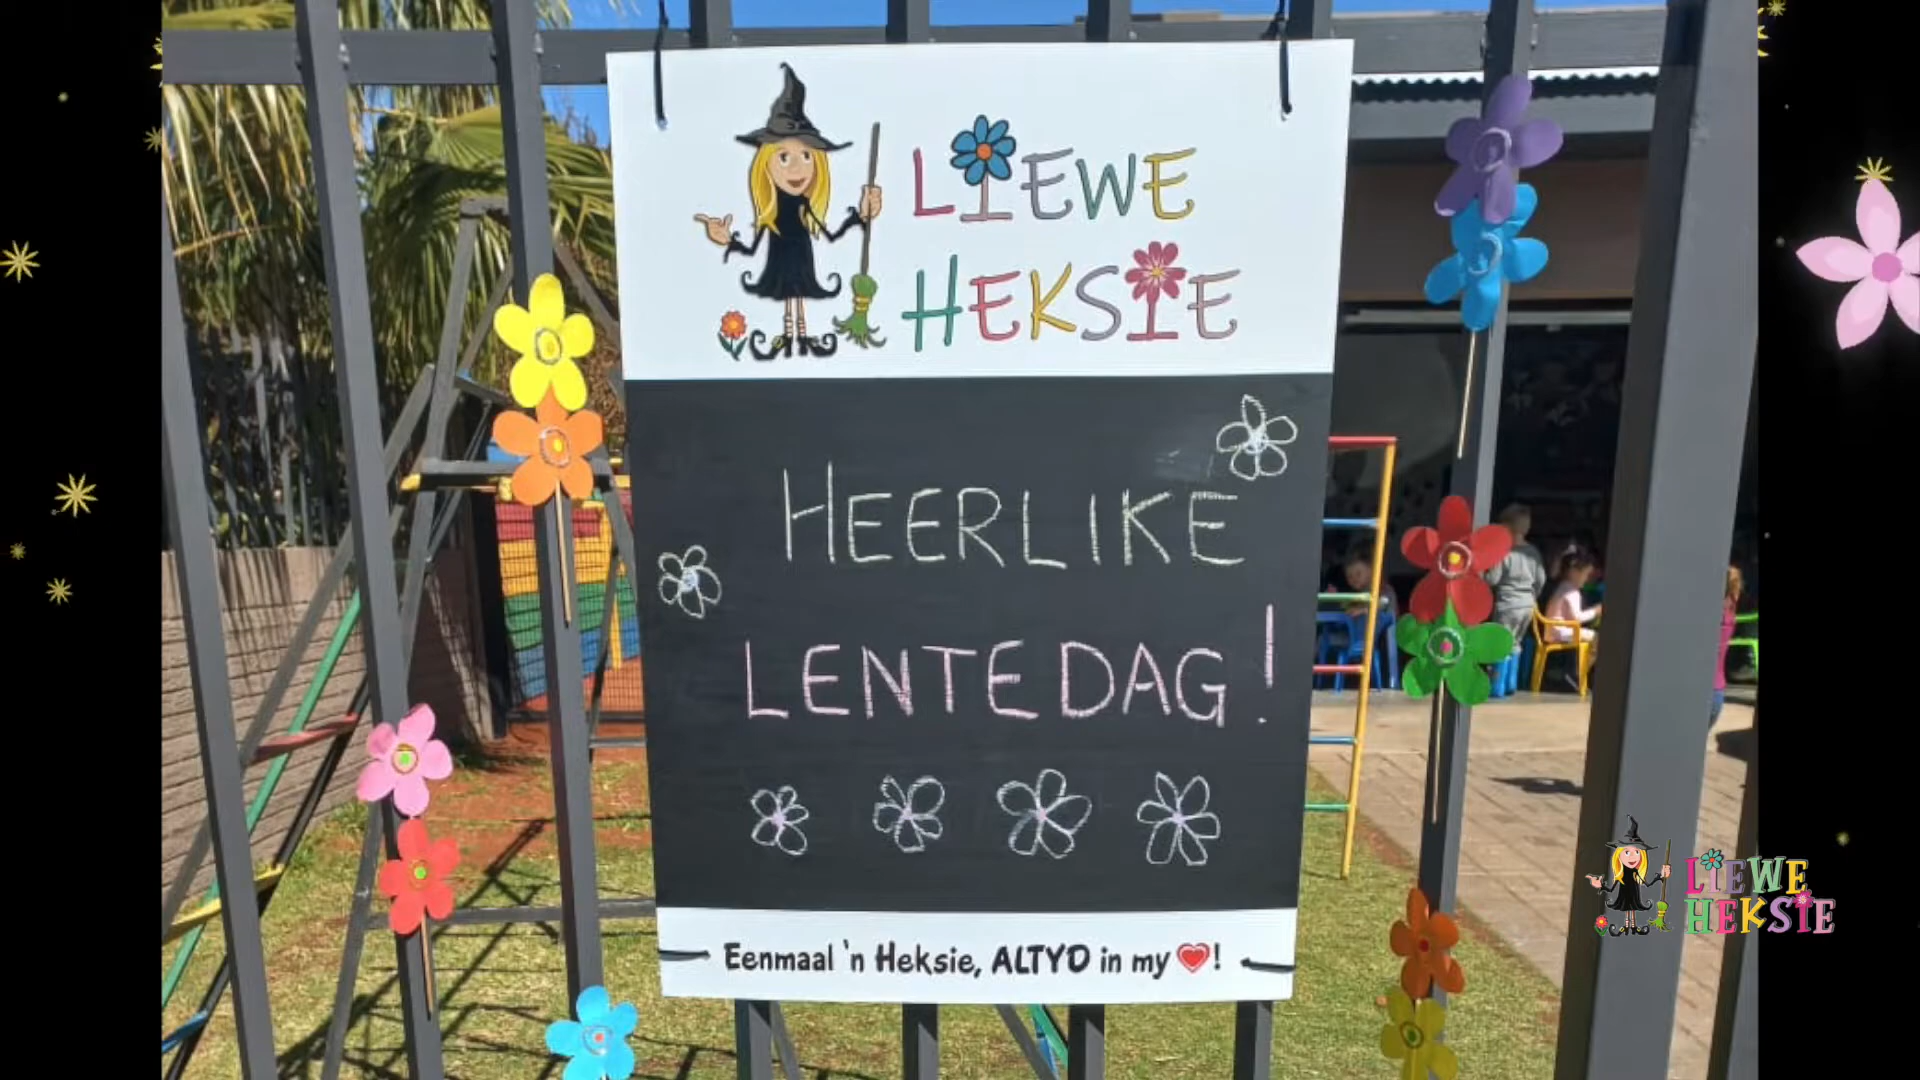 LIEWE
HEKSIE
HEERLIKE
LENTEDAG!
Eenmaal 'n Heksie, ALTYD in my ❤!
LIEWE
HEKSIE